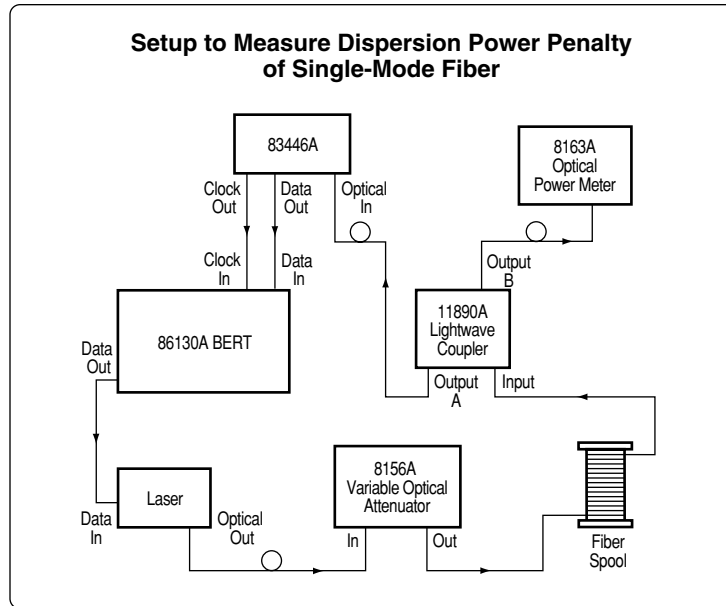 Setup to Measure Dispersion Power Penalty
of Single-Mode Fiber
83446A
8163A
Optical
Power Meter
Clock
Out
Data
Out
Optical
In
Clock
In
Data
In
Output
B
86130A BERT
11890A
Lightwave
Coupler
Data
Out
Output
A
Input
Laser
8156A
Variable Optical
Attenuator
Data
In
Optical
Out
In
Out
Fiber
Spool